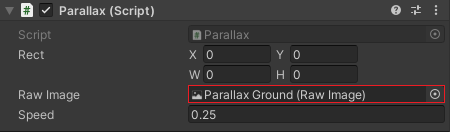 # Parallax (Script)
Script # Parallax
Rect X 0 Y 0
W 0 H 0
Raw Image Parallax Ground (Raw Image)
Speed 0.25